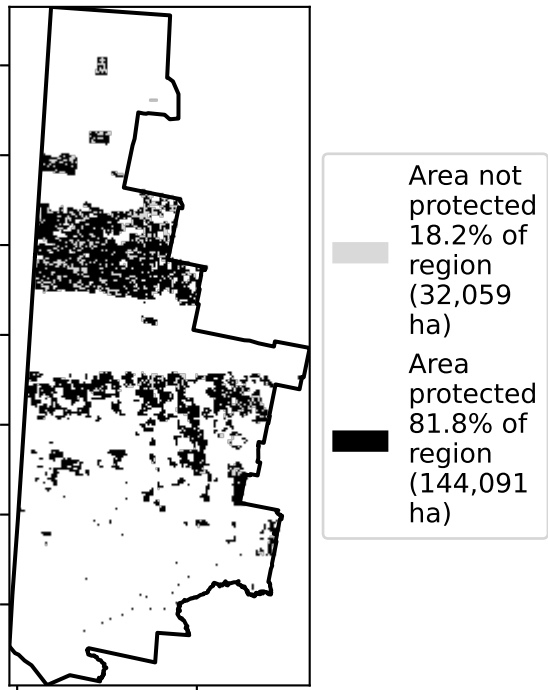 Area not
protected
18.2% of
region
(32,059
ha)
Area
protected
81.8% of
region
(144,091
ha)